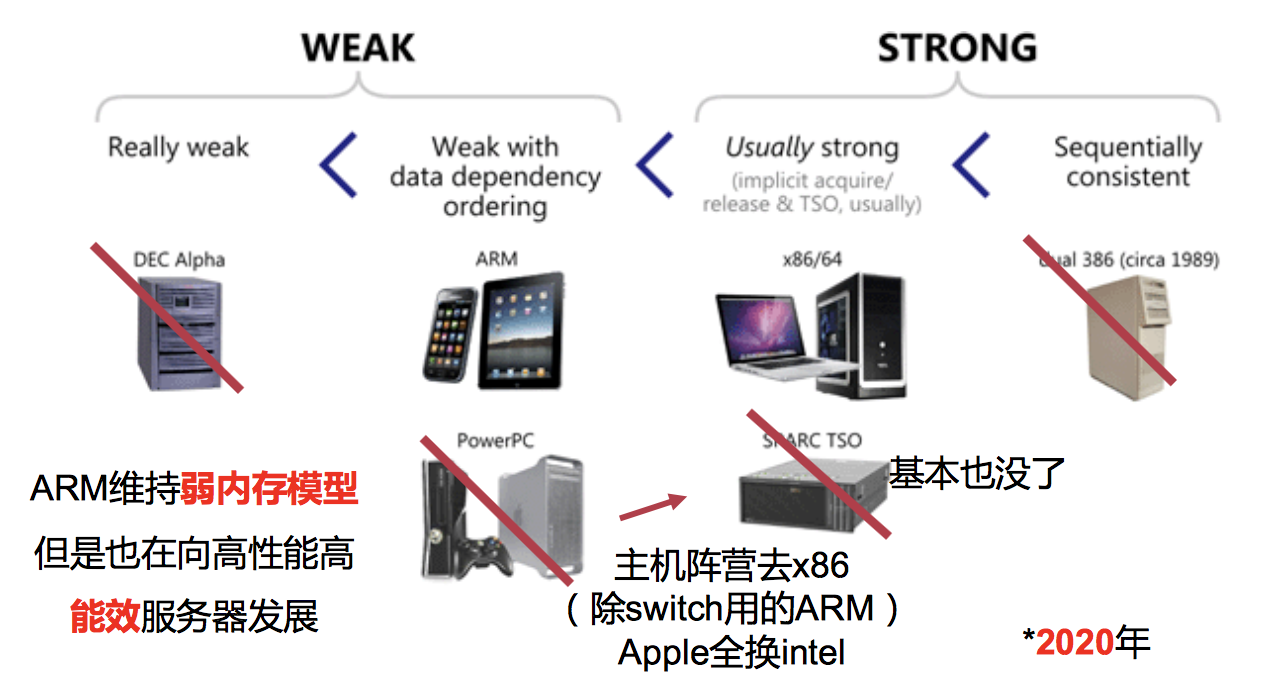 WEAK
STRONG
Really weak
Weak with
data dependency
ordering
Usually strong
(implicit acquire/
release & TSO, usually)
Sequentially
consistent
DEC Alpha
ARM
x86/64
dual 386 (circa 1989)
PowerPC
SPARC TSO
基本也没了
ARM维持弱内存模型
但是也在向高性能高
能效服务器发展
主机阵营去x86
（除switch用的ARM）
Apple全换intel
*2020年